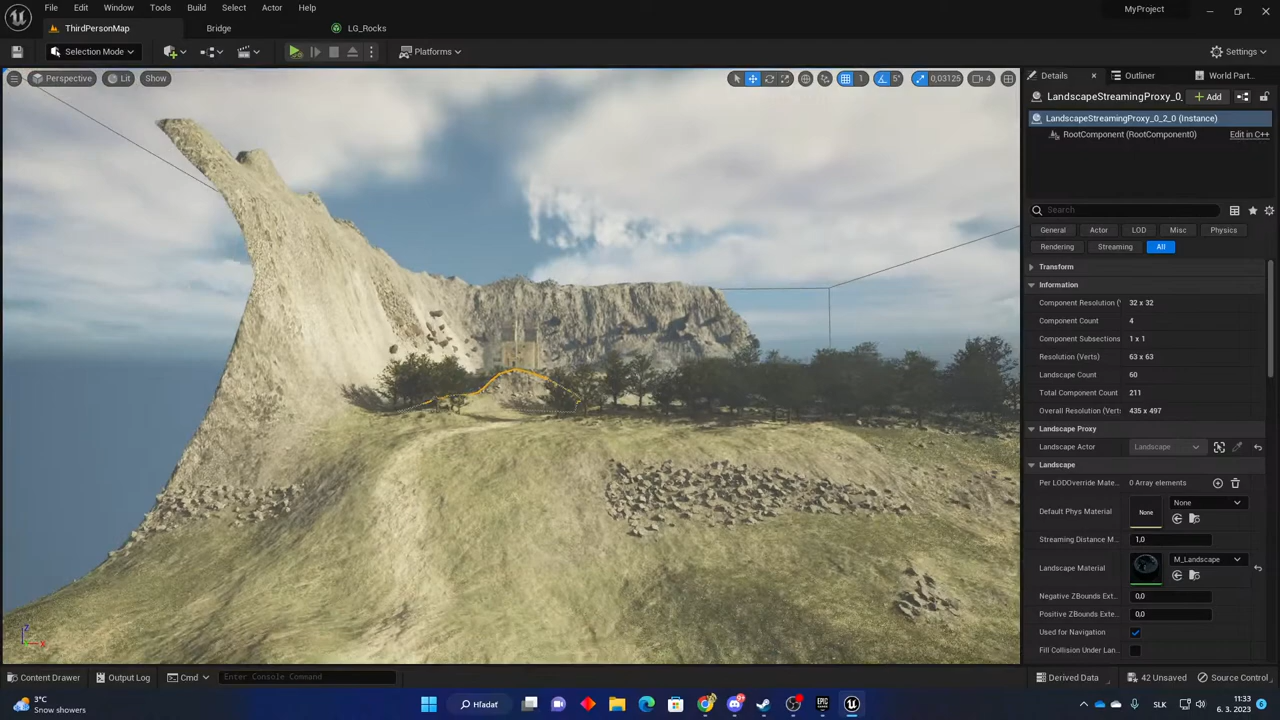 File Edit Window Tools Build Select Actor Help
MyProject
ThirdPersonMap Bridge LG_Rocks
Selection Mode Platforms Settings
Perspective Lit Show 1 5° 0,03125 4
Details Outliner World Part...
LandscapeStreamingProxy_0_ Add
LandscapeStreamingProxy_0_2_0 (Instance)
RootComponent (RootComponent0) Edit in C++
Search
General Actor LOD Misc Physics
Rendering Streaming All
Transform
Information
Component Resolution ( 32 x 32
Component Count 4
Component Subsections 1 x 1
Resolution (Verts) 63 x 63
Landscape Count 60
Total Component Count 211
Overall Resolution (Vert 435 x 497
Landscape Proxy
Landscape Actor Landscape
Landscape
Per LODOverride Mate... 0 Array elements
Default Phys Material None None
Streaming Distance M... 1,0
Landscape Material M_Landscape
Negative ZBounds Ext... 0,0
Positive ZBounds Exte... 0,0
Used for Navigation
Fill Collision Under Lan...
Z
X
Content Drawer Output Log Cmd Enter Console Command Derived Data 42 Unsaved Source Control
3°C
Snow showers
Hľadať
EPIC
SLK
11:33
6. 3. 2023